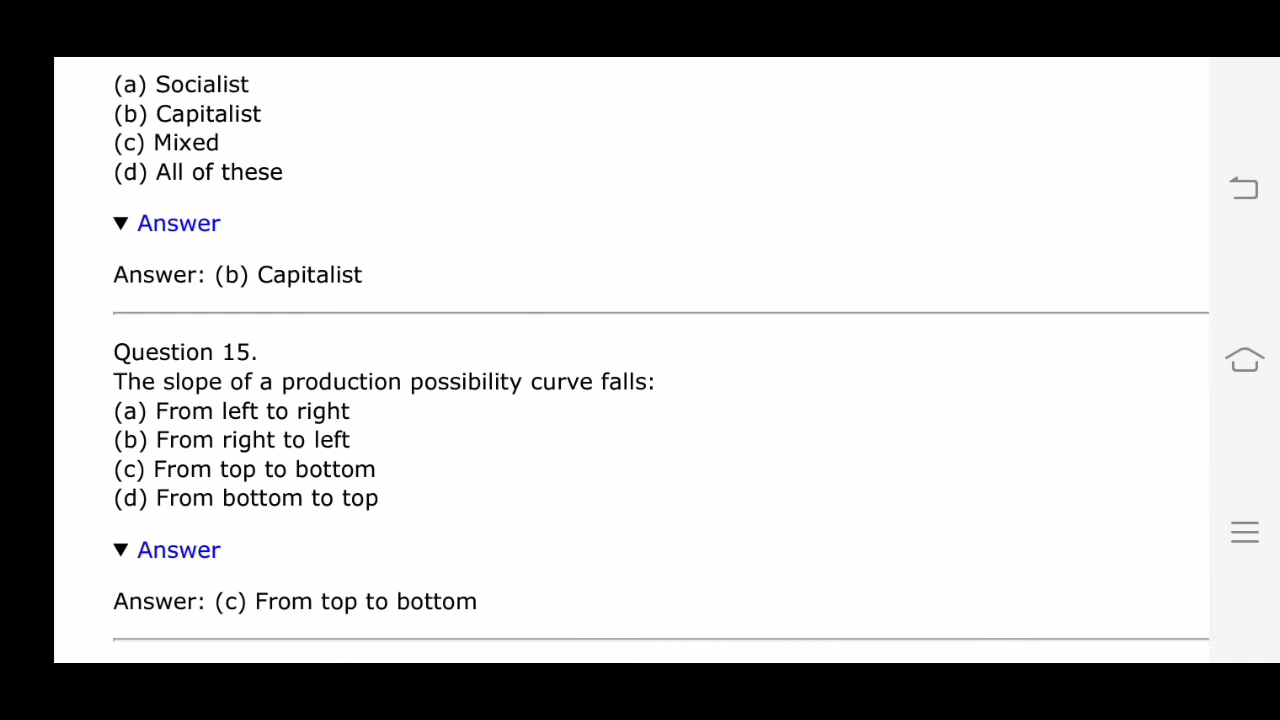 (a) Socialist
(b) Capitalist
(c) Mixed
(d) All of these
▼ Answer
Answer: (b) Capitalist
Question 15.
The slope of a production possibility curve falls:
(a) From left to right
(b) From right to left
(c) From top to bottom
(d) From bottom to top
▼ Answer
Answer: (c) From top to bottom